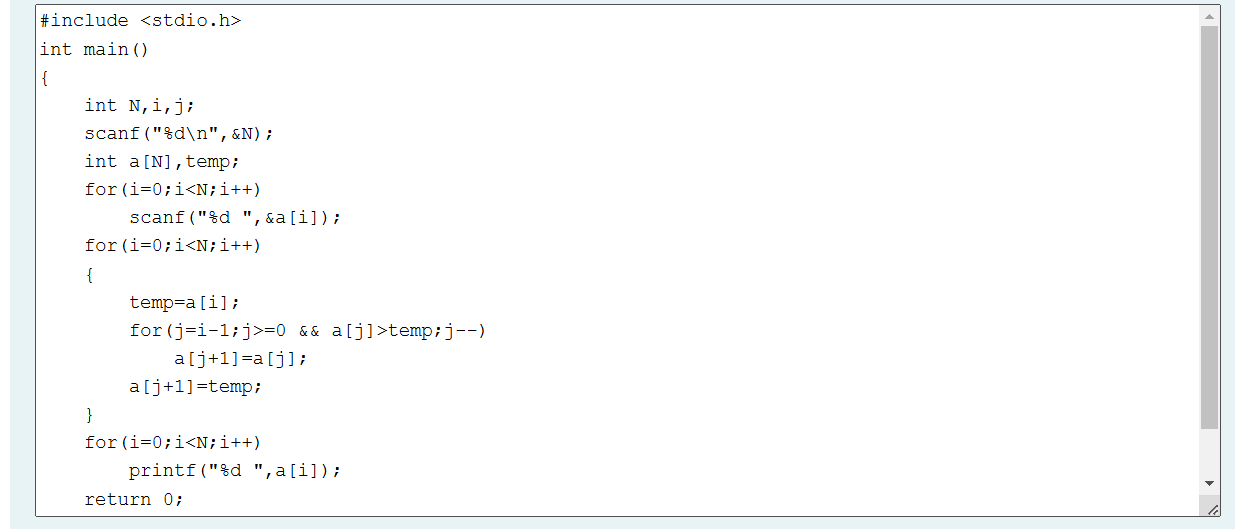 #include <stdio.h>
int main()
{
    int N,i,j;
    scanf("%d\n",&N);
    int a[N],temp;
    for(i=0;i<N;i++)
        scanf("%d ",&a[i]);
    for(i=0;i<N;i++)
    {
        temp=a[i];
        for(j=i-1;j>=0 && a[j]>temp;j--)
            a[j+1]=a[j];
        a[j+1]=temp;
    }
    for(i=0;i<N;i++)
        printf("%d ",a[i]);
    return 0;